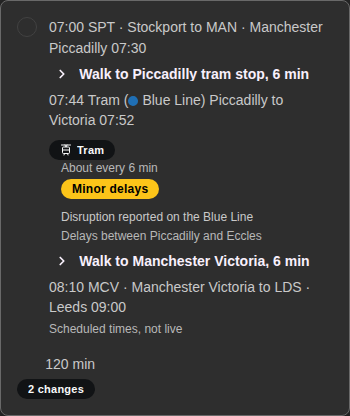 07:00 SPT · Stockport to MAN · Manchester
Piccadilly 07:30
Walk to Piccadilly tram stop, 6 min
07:44 Tram ( Blue Line) Piccadilly to
Victoria 07:52
Tram
About every 6 min
Minor delays
Disruption reported on the Blue Line
Delays between Piccadilly and Eccles
Walk to Manchester Victoria, 6 min
08:10 MCV · Manchester Victoria to LDS ·
Leeds 09:00
Scheduled times, not live
120 min
2 changes